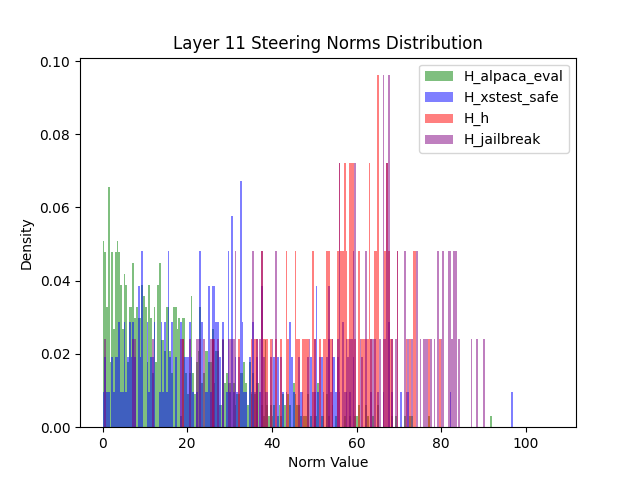 Layer 11 Steering Norms Distribution
0.10
0.08
0.06
0.04
0.02
0.00
Density
H_alpaca_eval
H_xstest_safe
H_h
H_jailbreak
0 20 40 60 80 100
Norm Value